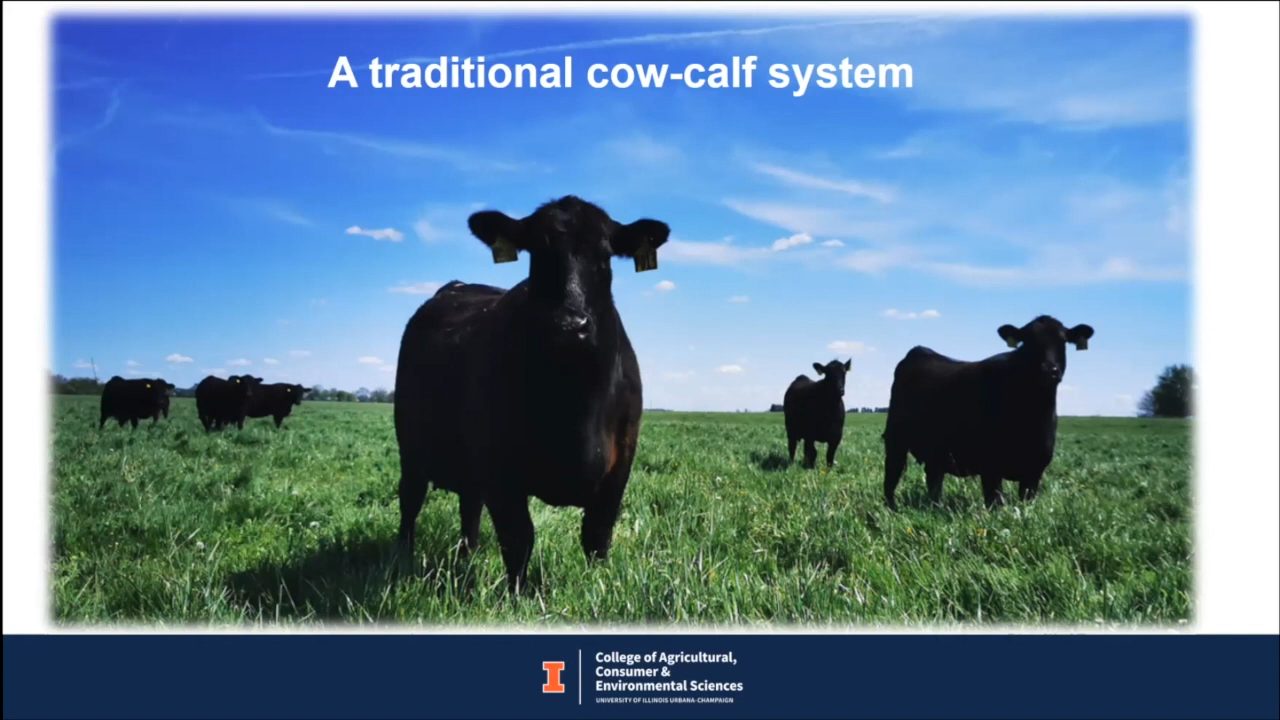 A traditional cow-calf system
I
College of Agricultural,
Consumer &
Environmental Sciences
UNIVERSITY OF ILLINOIS URBANA-CHAMPAIGN